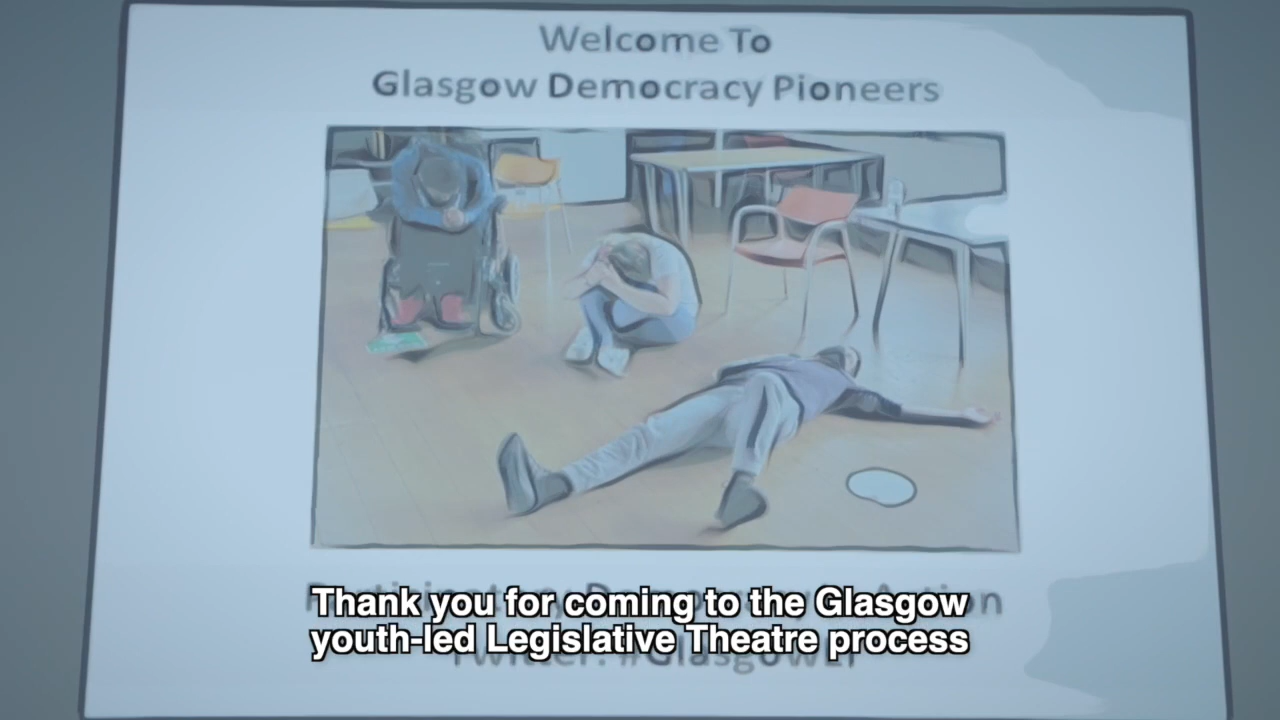 Welcome To
Glasgow Democracy Pioneers
Thank you for coming to the Glasgow
youth-led Legislative Theatre process